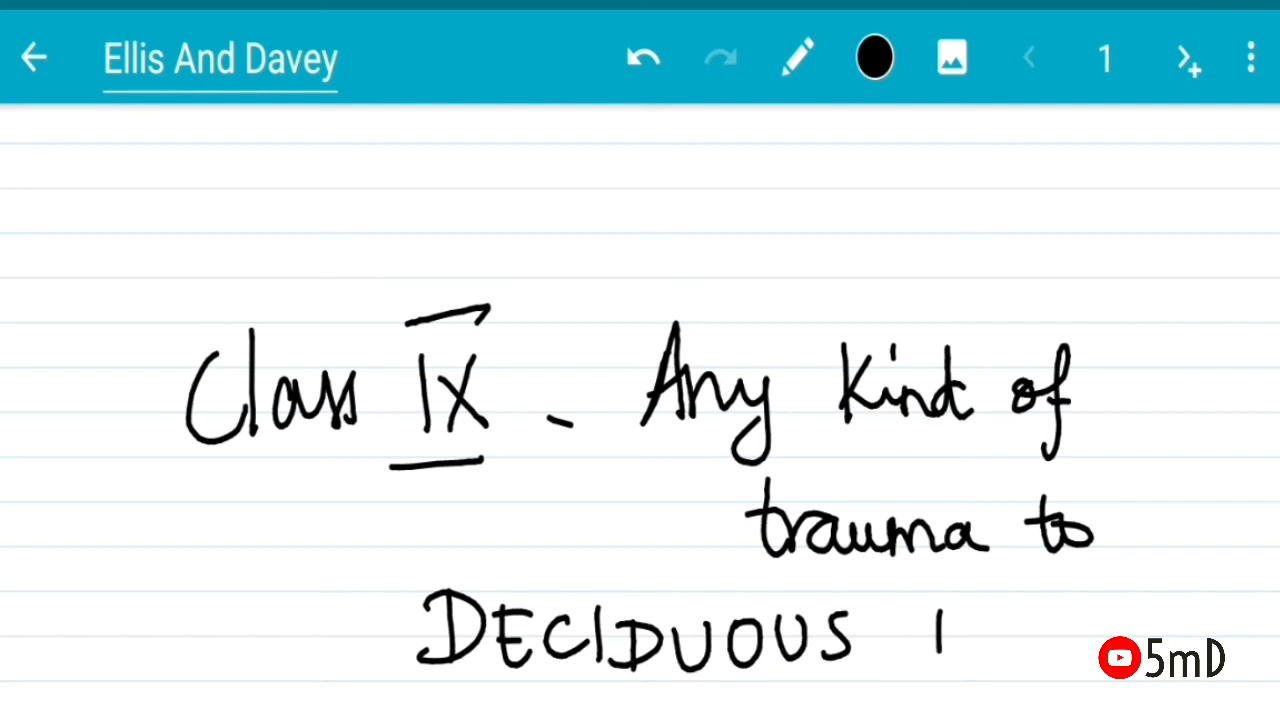 Ellis And Davey
1
Class IX - Any kind of
trauma to
DECIDUOUS
5mD